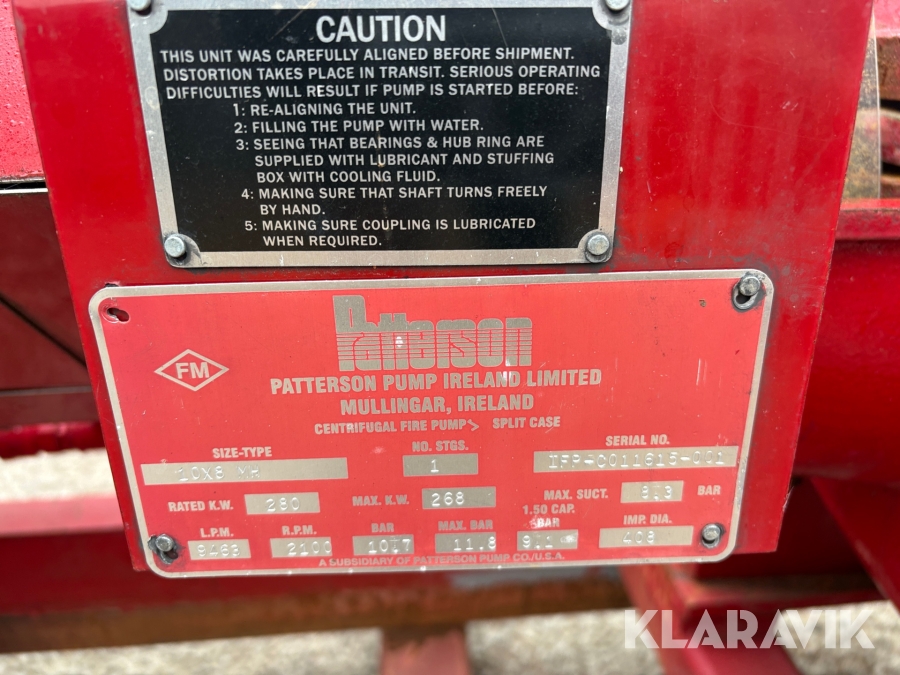 CAUTION
THIS UNIT WAS CAREFULLY ALIGNED BEFORE SHIPMENT.
DISTORTION TAKES PLACE IN TRANSIT. SERIOUS OPERATING
DIFFICULTIES WILL RESULT IF PUMP IS STARTED BEFORE:
1: RE-ALIGNING THE UNIT.
2: FILLING THE PUMP WITH WATER.
3: SEEING THAT BEARINGS & HUB RING ARE
SUPPLIED WITH LUBRICANT AND STUFFING
BOX WITH COOLING FLUID.
4: MAKING SURE THAT SHAFT TURNS FREELY
BY HAND.
5: MAKING SURE COUPLING IS LUBRICATED
WHEN REQUIRED.
Patterson
FM
PATTERSON PUMP IRELAND LIMITED
MULLINGAR, IRELAND
CENTRIFUGAL FIRE PUMP> SPLIT CASE
SIZE-TYPE NO. STGS. SERIAL NO.
10X8 1
RATED K.W. 280 MAX. K.W. 268 MAX. SUCT. BAR
L.P.M. R.P.M. BAR MAX. BAR 1.50 CAP. BAR IMP. DIA.
9463 2100 11.8 408
A SUBSIDIARY OF PATTERSON PUMP CO./U.S.A.
KLARAVIK